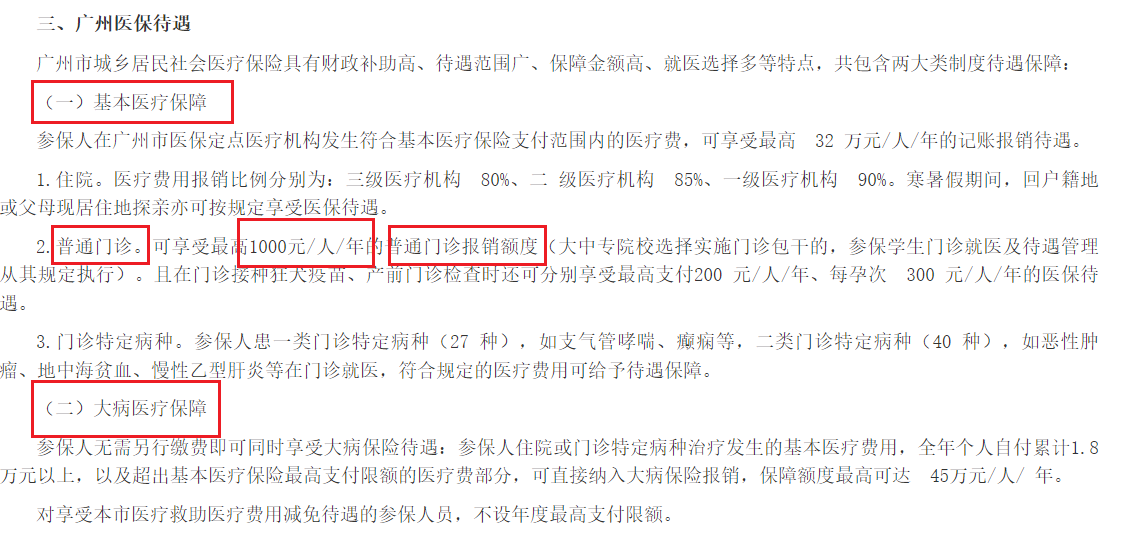 三、广州医保待遇
广州市城乡居民社会医疗保险具有财政补助高、待遇范围广、保障金额高、就医选择多等特点，共包含两大类制度待遇保障：
（一）基本医疗保障
参保人在广州市医保定点医疗机构发生符合基本医疗保险支付范围内的医疗费，可享受最高 32 万元/人/年的记账报销待遇。
1.住院。医疗费用报销比例分别为：三级医疗机构 80%、二 级医疗机构 85%、一级医疗机构 90%。寒暑假期间，回户籍地
或父母现居住地探亲亦可按规定享受医保待遇。
2.普通门诊。可享受最高1000元/人/年的普通门诊报销额度（大中专院校选择实施门诊包干的，参保学生门诊就医及待遇管理
从其规定执行）。且在门诊接种狂犬疫苗、产前门诊检查时还可分别享受最高支付200 元/人/年、每孕次 300 元/人/年的医保待
遇。
3.门诊特定病种。参保人患一类门诊特定病种（27 种），如支气管哮喘、癫痫等，二类门诊特定病种（40 种），如恶性肿
瘤、地中海贫血、慢性乙型肝炎等在门诊就医，符合规定的医疗费用可给予待遇保障。
（二）大病医疗保障
参保人无需另行缴费即可同时享受大病保险待遇：参保人住院或门诊特定病种治疗发生的基本医疗费用，全年个人自付累计1.8
万元以上，以及超出基本医疗保险最高支付限额的医疗费部分，可直接纳入大病保险报销，保障额度最高可达 45万元/人/ 年。
对享受本市医疗救助医疗费用减免待遇的参保人员，不设年度最高支付限额。